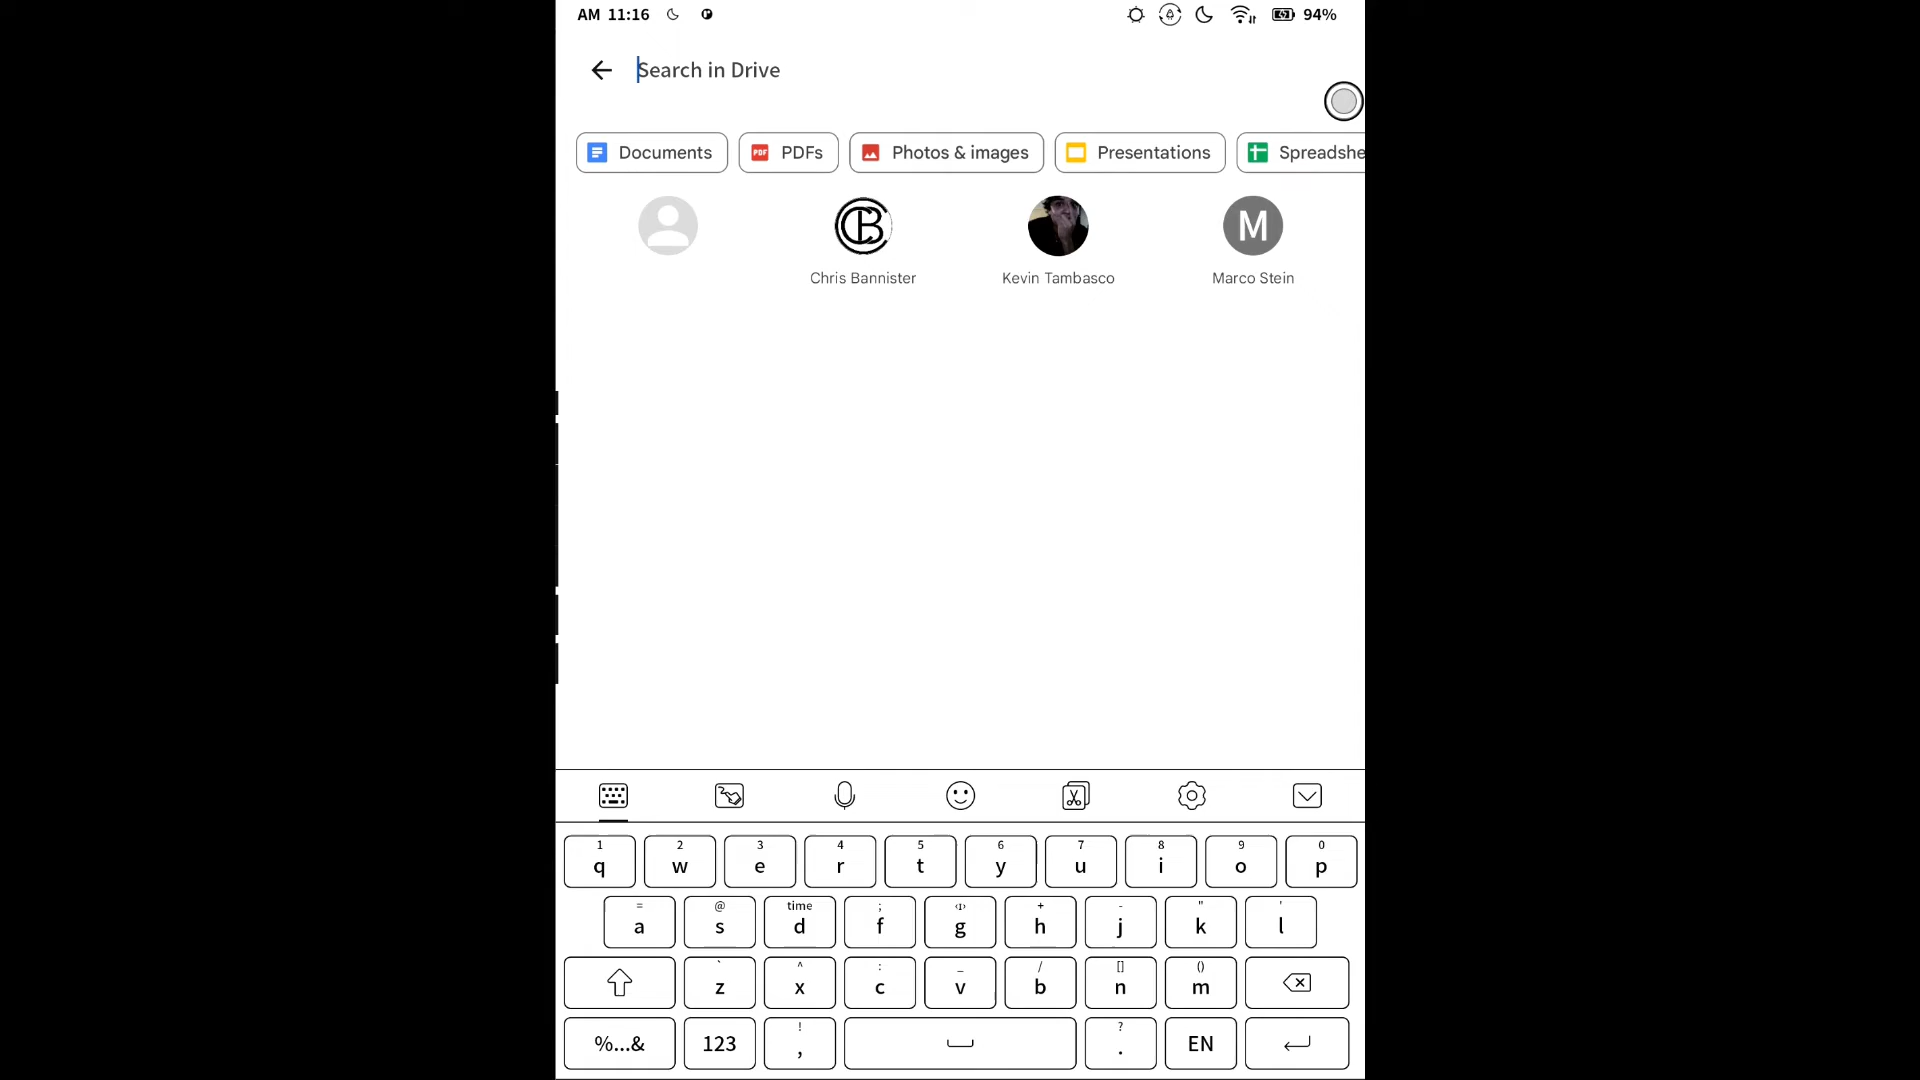 AM 11:16 94%
Search in Drive
Documents PDFs Photos & images Presentations Spreadshe
CB M
Chris Bannister Kevin Tambasco Marco Stein
1 2 3 4 5 6 7 8 9 0
q w e r t y u i o p
= @ time ; ‹I› + - " '
a s d f g h j k l
` ^ : _ / [] ()
z x c v b n m
! ?
%...& 123 , . EN